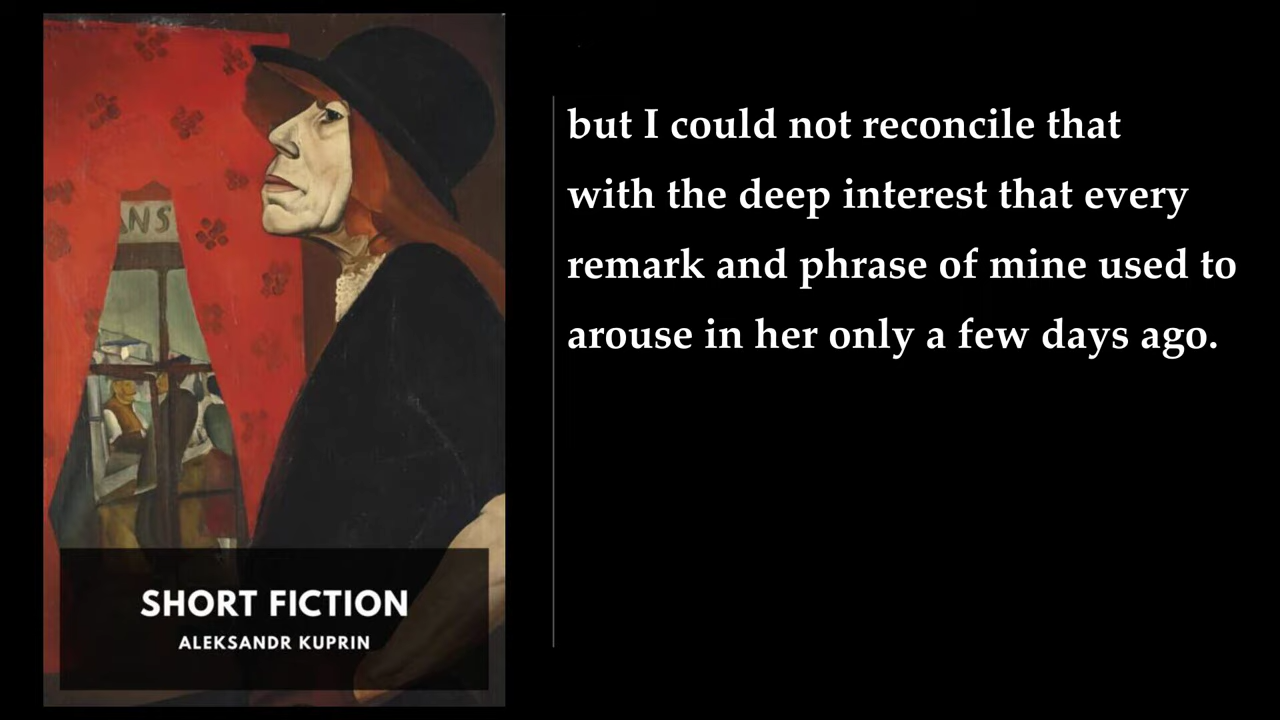 NS
SHORT FICTION
ALEKSANDR KUPRIN
but I could not reconcile that
with the deep interest that every
remark and phrase of mine used to
arouse in her only a few days ago.